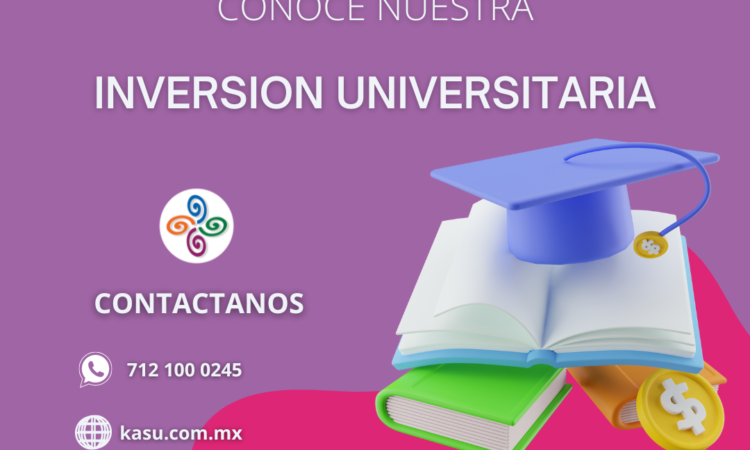 CONOCE NUESTRA
INVERSION UNIVERSITARIA
CONTACTANOS
712 100 0245
kasu.com.mx